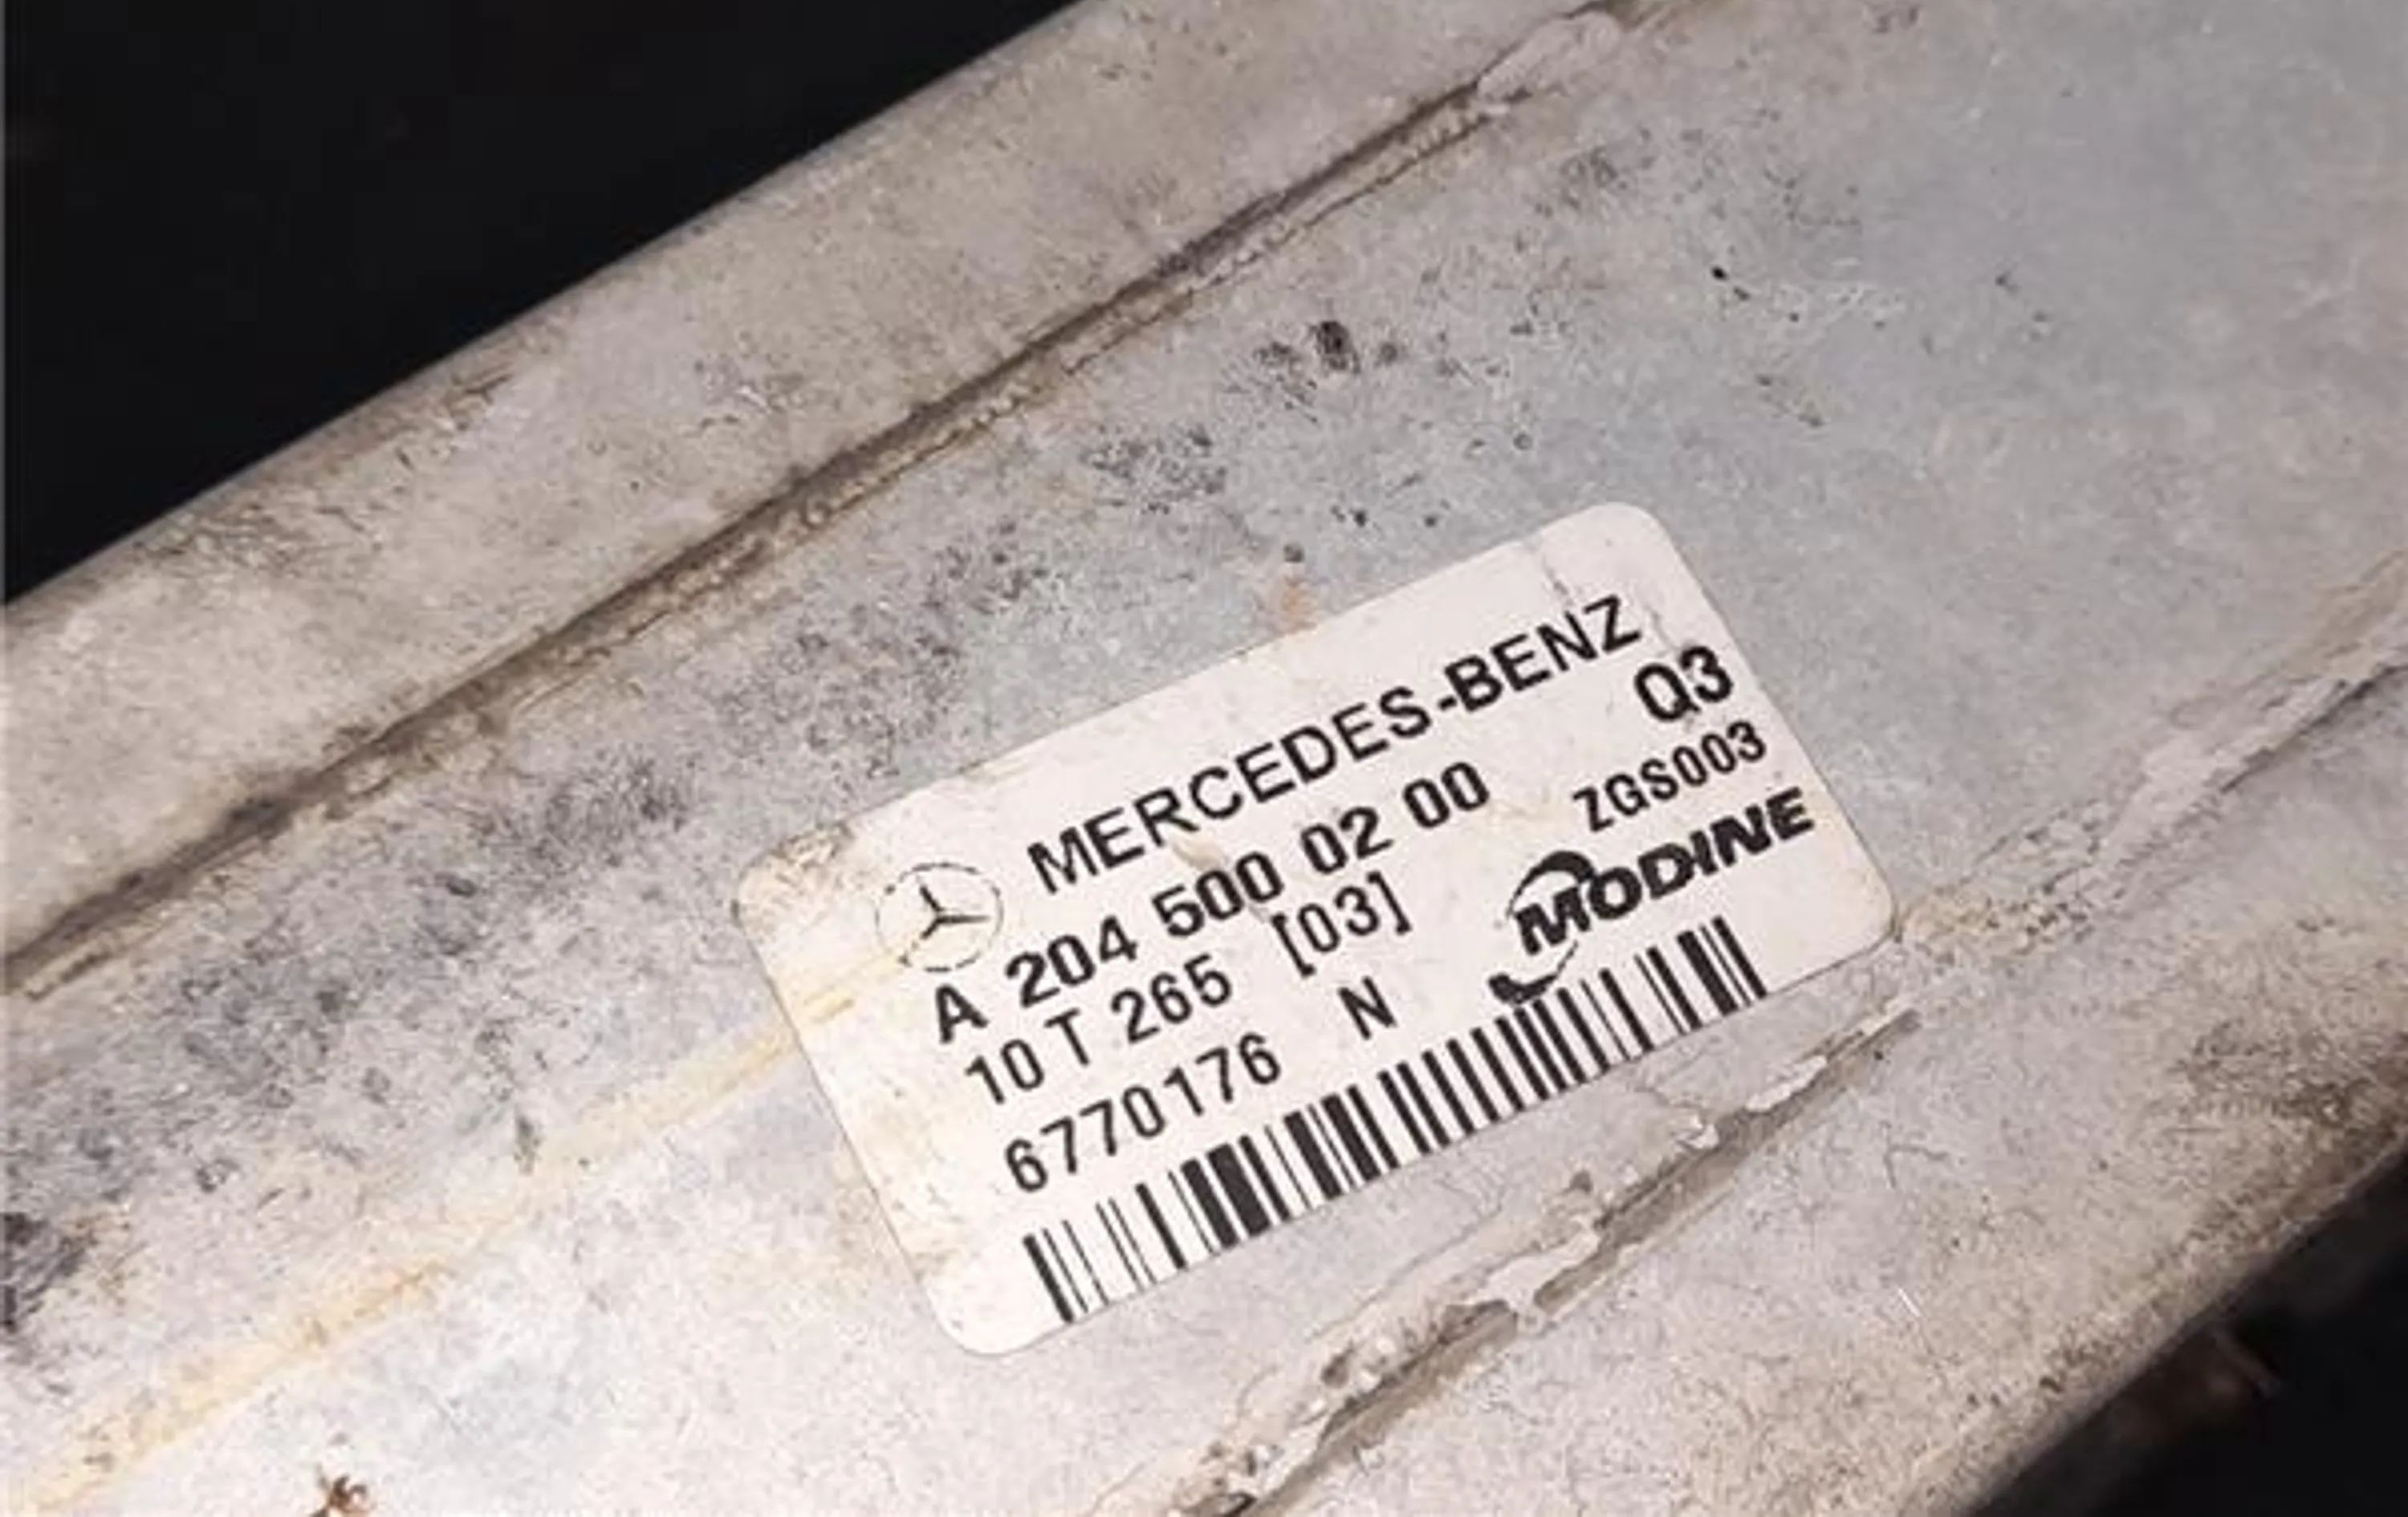 MERCEDES-BENZ
Q3
A 204 500 02 00 ZGS003
10 T 265 [03] MODINE
6770176 N